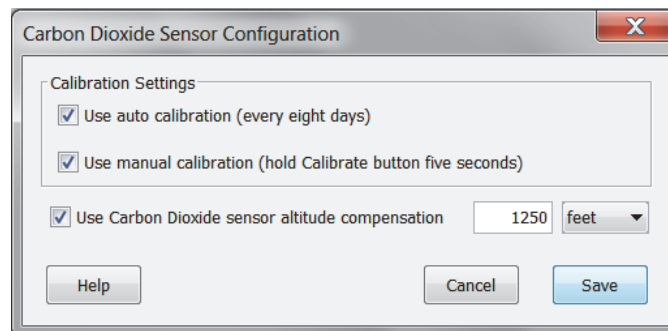 Carbon Dioxide Sensor Configuration
Calibration Settings
Use auto calibration (every eight days)
Use manual calibration (hold Calibrate button five seconds)
Use Carbon Dioxide sensor altitude compensation 1250 feet
Help Cancel Save